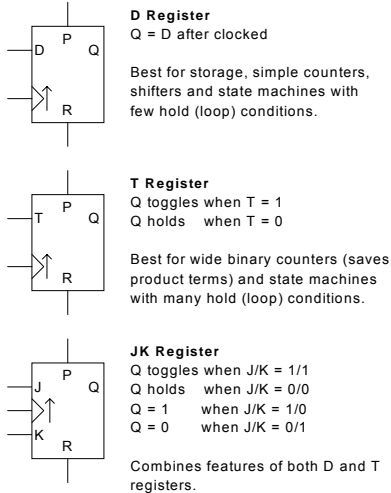 D Register
Q = D after clocked
P
D Q
R
Best for storage, simple counters,
shifters and state machines with
few hold (loop) conditions.
T Register
Q toggles when T = 1
Q holds when T = 0
P
T Q
R
Best for wide binary counters (saves
product terms) and state machines
with many hold (loop) conditions.
JK Register
Q toggles when J/K = 1/1
Q holds when J/K = 0/0
Q = 1 when J/K = 1/0
Q = 0 when J/K = 0/1
P
J Q
K
R
Combines features of both D and T
registers.